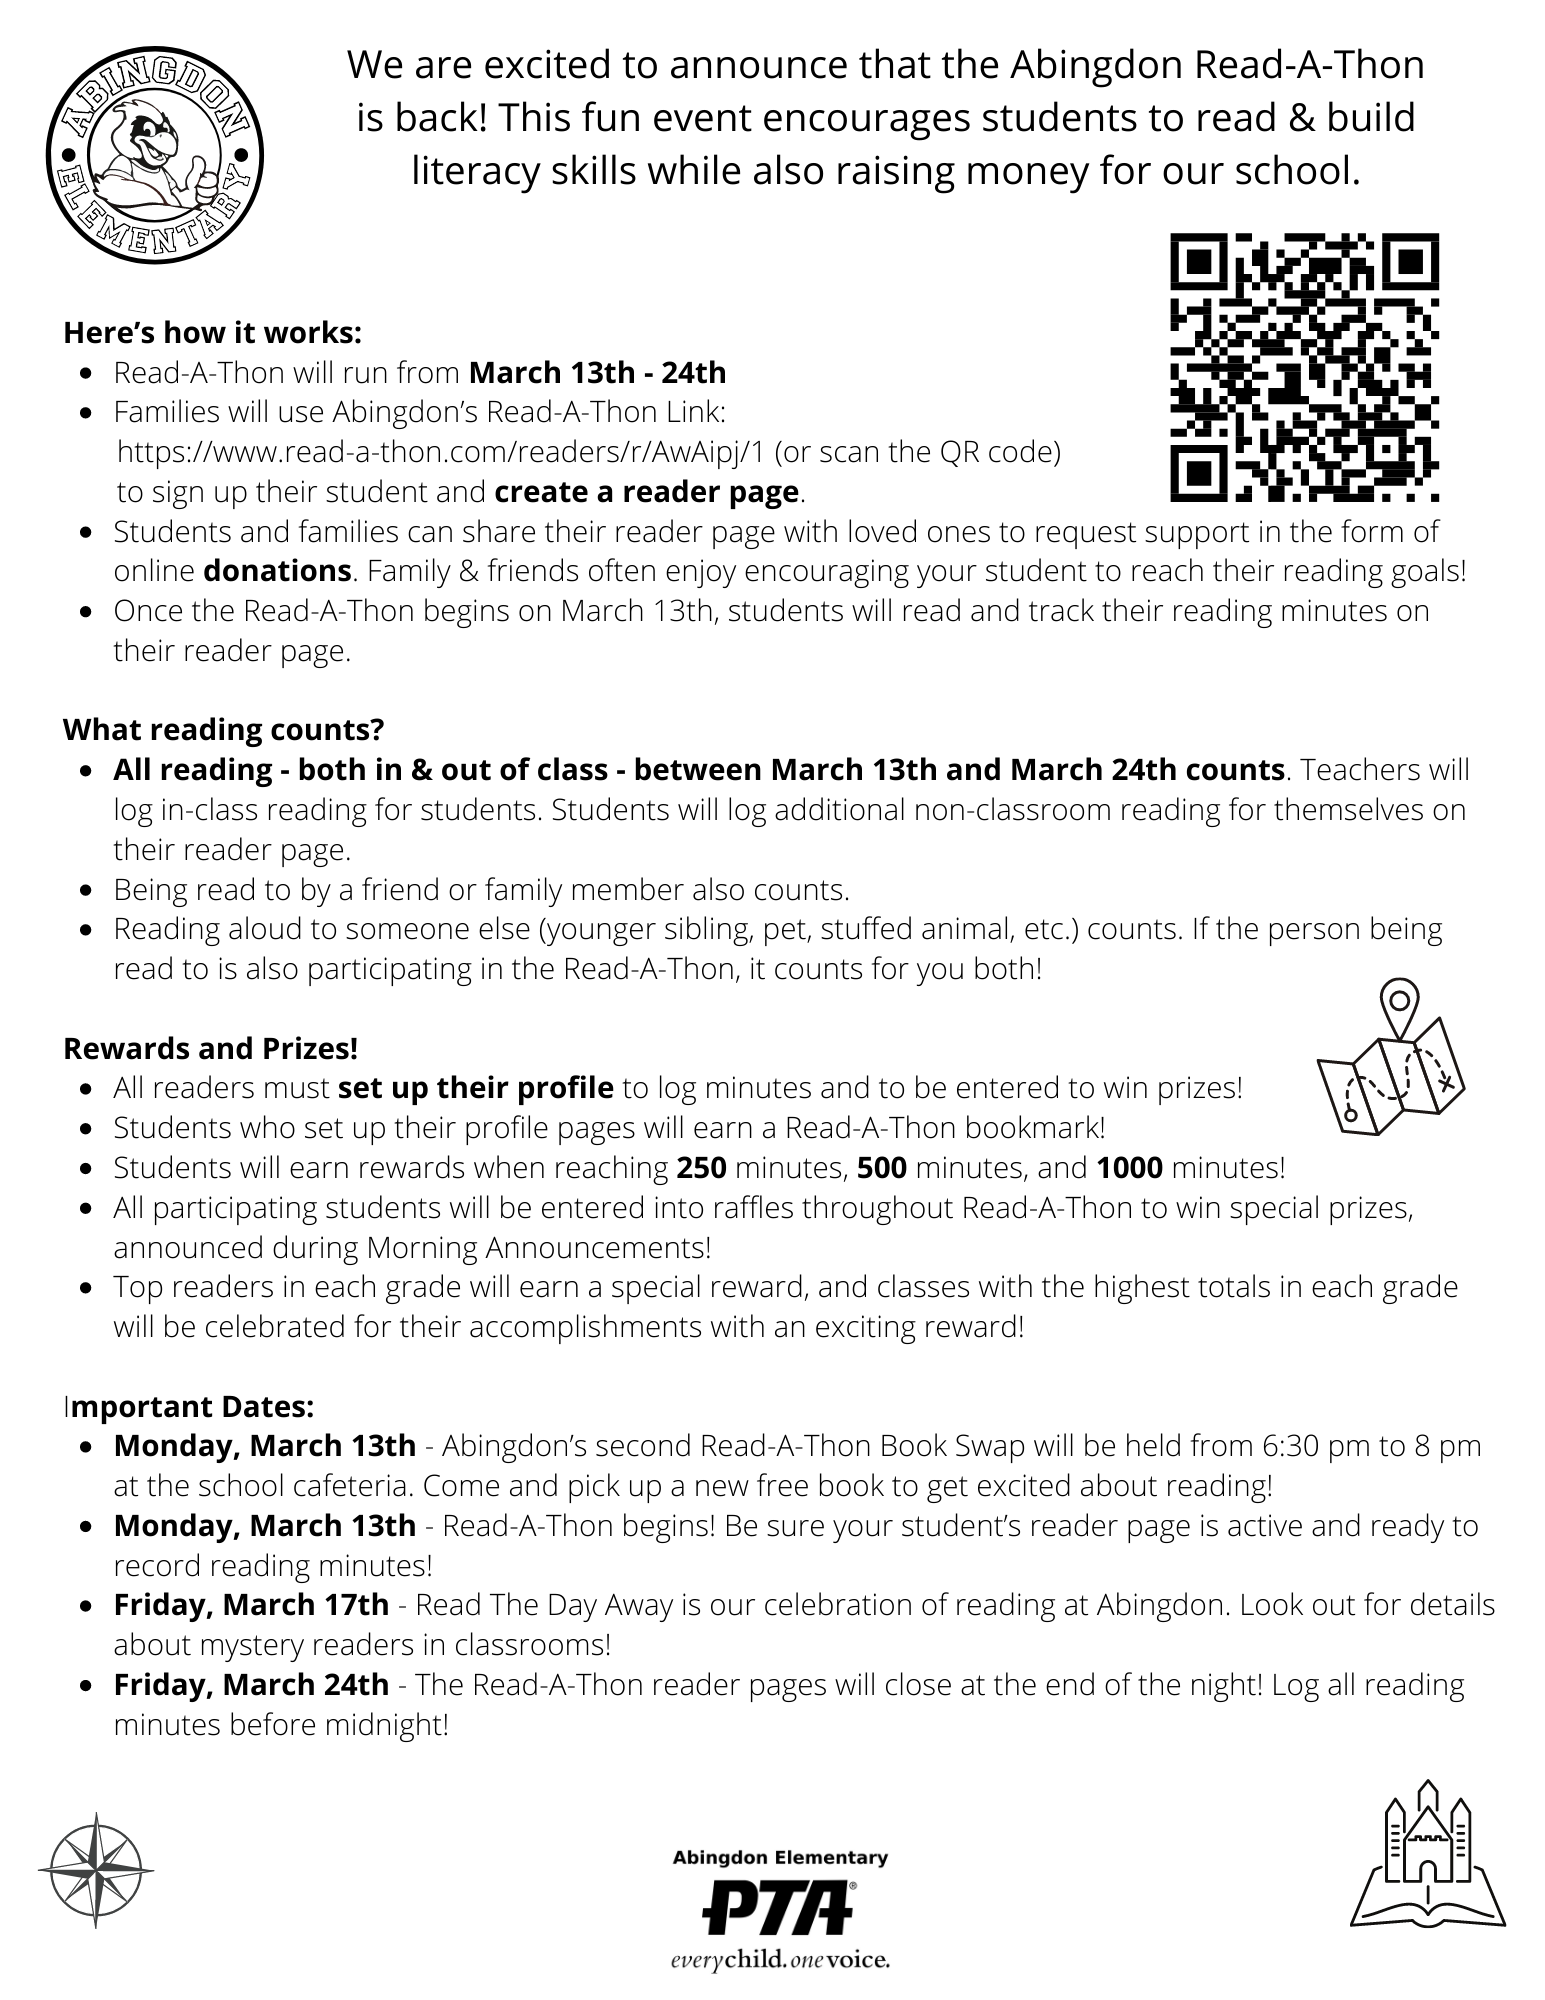 ABINGDON
ELEMENTARY
We are excited to announce that the Abingdon Read-A-Thon
is back! This fun event encourages students to read & build
literacy skills while also raising money for our school.
Here's how it works:
• Read-A-Thon will run from March 13th - 24th
• Families will use Abingdon's Read-A-Thon Link:
https://www.read-a-thon.com/readers/r/AwAipj/1 (or scan the QR code)
to sign up their student and create a reader page.
• Students and families can share their reader page with loved ones to request support in the form of
online donations. Family & friends often enjoy encouraging your student to reach their reading goals!
• Once the Read-A-Thon begins on March 13th, students will read and track their reading minutes on
their reader page.
What reading counts?
• All reading - both in & out of class - between March 13th and March 24th counts. Teachers will
log in-class reading for students. Students will log additional non-classroom reading for themselves on
their reader page.
• Being read to by a friend or family member also counts.
• Reading aloud to someone else (younger sibling, pet, stuffed animal, etc.) counts. If the person being
read to is also participating in the Read-A-Thon, it counts for you both!
Rewards and Prizes!
• All readers must set up their profile to log minutes and to be entered to win prizes!
• Students who set up their profile pages will earn a Read-A-Thon bookmark!
• Students will earn rewards when reaching 250 minutes, 500 minutes, and 1000 minutes!
• All participating students will be entered into raffles throughout Read-A-Thon to win special prizes,
announced during Morning Announcements!
• Top readers in each grade will earn a special reward, and classes with the highest totals in each grade
will be celebrated for their accomplishments with an exciting reward!
Important Dates:
• Monday, March 13th - Abingdon's second Read-A-Thon Book Swap will be held from 6:30 pm to 8 pm
at the school cafeteria. Come and pick up a new free book to get excited about reading!
• Monday, March 13th - Read-A-Thon begins! Be sure your student's reader page is active and ready to
record reading minutes!
• Friday, March 17th - Read The Day Away is our celebration of reading at Abingdon. Look out for details
about mystery readers in classrooms!
• Friday, March 24th - The Read-A-Thon reader pages will close at the end of the night! Log all reading
minutes before midnight!
Abingdon Elementary
PTA®
everychild. onevoice.